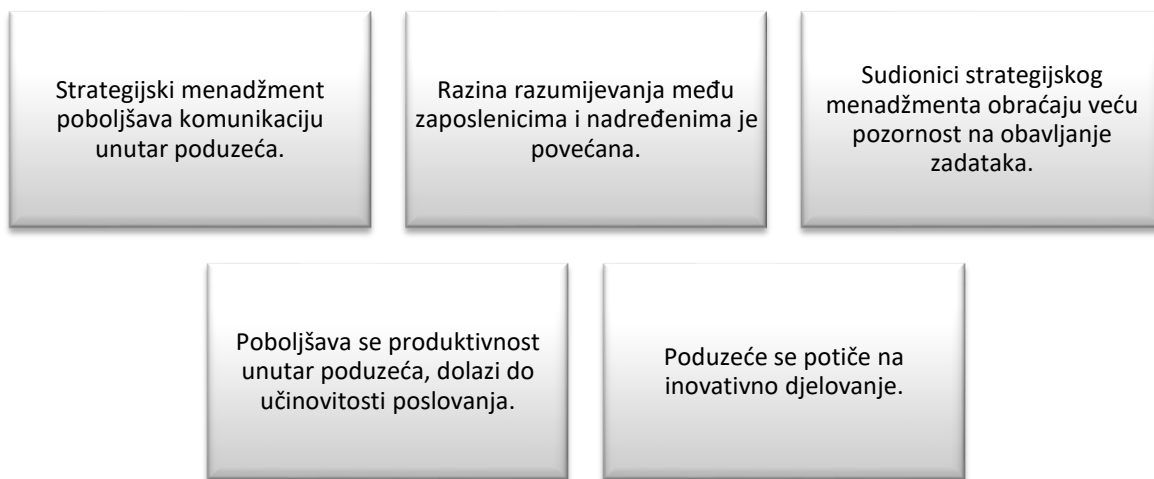 Strategijski menadžment
poboljšava komunikaciju
unutar poduzeća.
Razina razumijevanja među
zaposlenicima i nadređenima je
povećana.
Sudionici strategijskog
menadžmenta obraćaju veću
pozornost na obavljanje
zadataka.
Poboljšava se produktivnost
unutar poduzeća, dolazi do
učinovitosti poslovanja.
Poduzeće se potiče na
inovativno djelovanje.